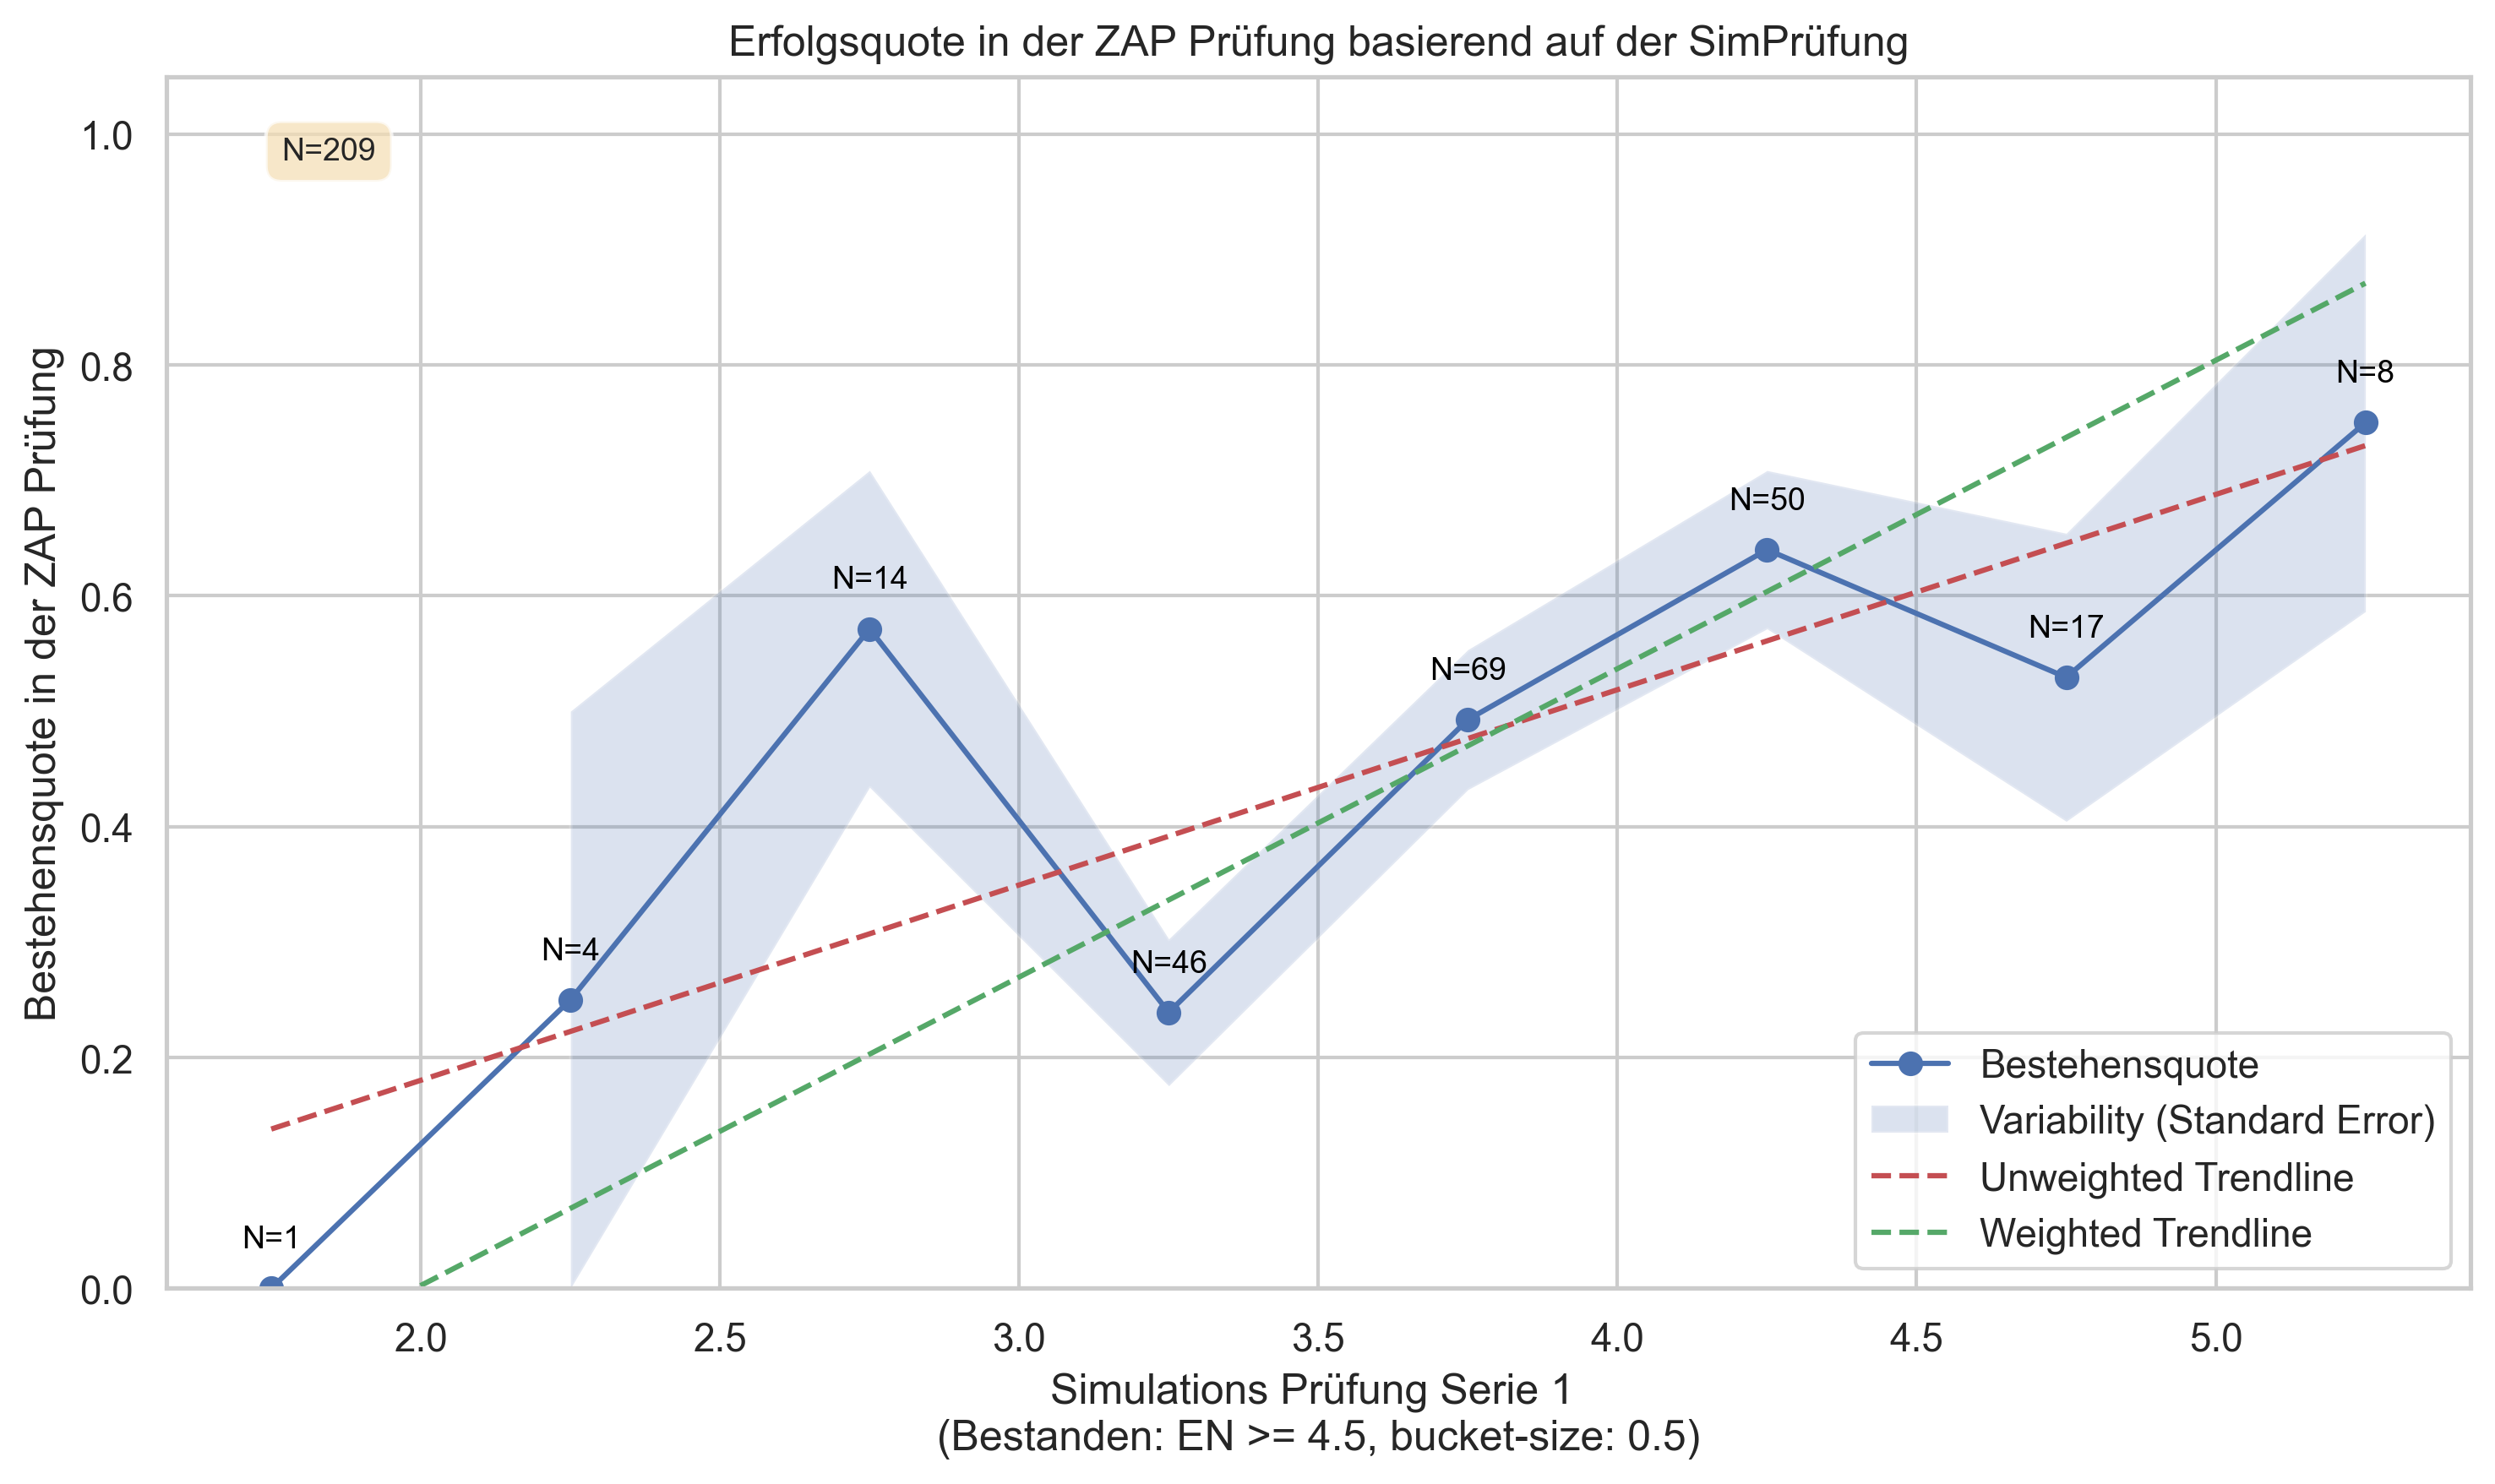 Erfolgsquote in der ZAP Prüfung basierend auf der SimPrüfung
Bestehensquote in der ZAP Prüfung
1.0
0.8
0.6
0.4
0.2
0.0
N=209
N=1
N=4
N=14
N=46
N=69
N=50
N=17
N=8
Bestehensquote
Variability (Standard Error)
Unweighted Trendline
Weighted Trendline
2.0 2.5 3.0 3.5 4.0 4.5 5.0
Simulations Prüfung Serie 1
(Bestanden: EN >= 4.5, bucket-size: 0.5)